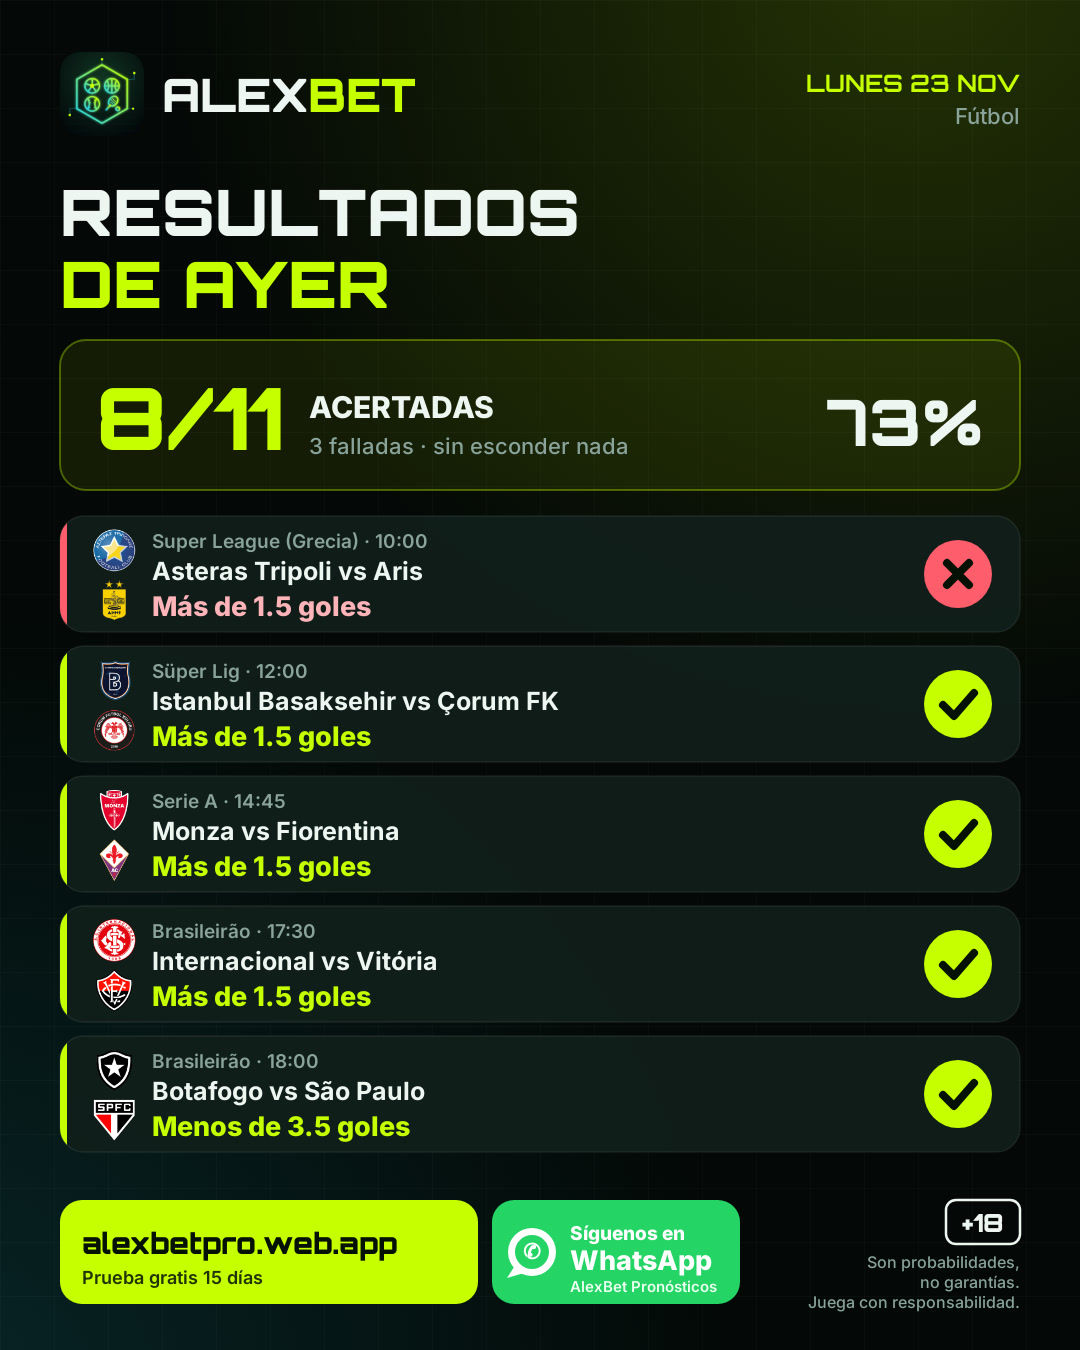 ALEXBET
LUNES 23 NOV
Fútbol
RESULTADOS
DE AYER
8/11
ACERTADAS
3 falladas · sin esconder nada
73%
Super League (Grecia) · 10:00
Asteras Tripoli vs Aris
Más de 1.5 goles
Süper Lig · 12:00
Istanbul Basaksehir vs Çorum FK
Más de 1.5 goles
Serie A · 14:45
MONZA
Monza vs Fiorentina
Más de 1.5 goles
Brasileirão · 17:30
Internacional vs Vitória
Más de 1.5 goles
Brasileirão · 18:00
Botafogo vs São Paulo
SPFC
Menos de 3.5 goles
alexbetpro.web.app
Prueba gratis 15 días
Síguenos en
WhatsApp
AlexBet Pronósticos
+18
Son probabilidades,
no garantías.
Juega con responsabilidad.